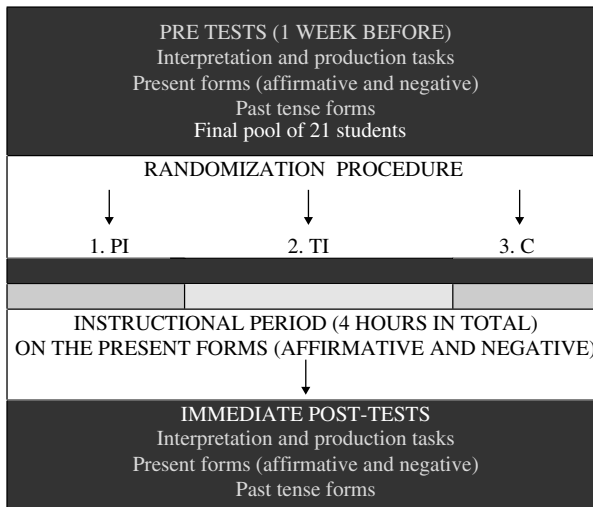 PRE TESTS (1 WEEK BEFORE)
Interpretation and production tasks
Present forms (affirmative and negative)
Past tense forms
Final pool of 21 students
RANDOMIZATION PROCEDURE
1. PI 2. TI 3. C
INSTRUCTIONAL PERIOD (4 HOURS IN TOTAL)
ON THE PRESENT FORMS (AFFIRMATIVE AND NEGATIVE)
IMMEDIATE POST-TESTS
Interpretation and production tasks
Present forms (affirmative and negative)
Past tense forms